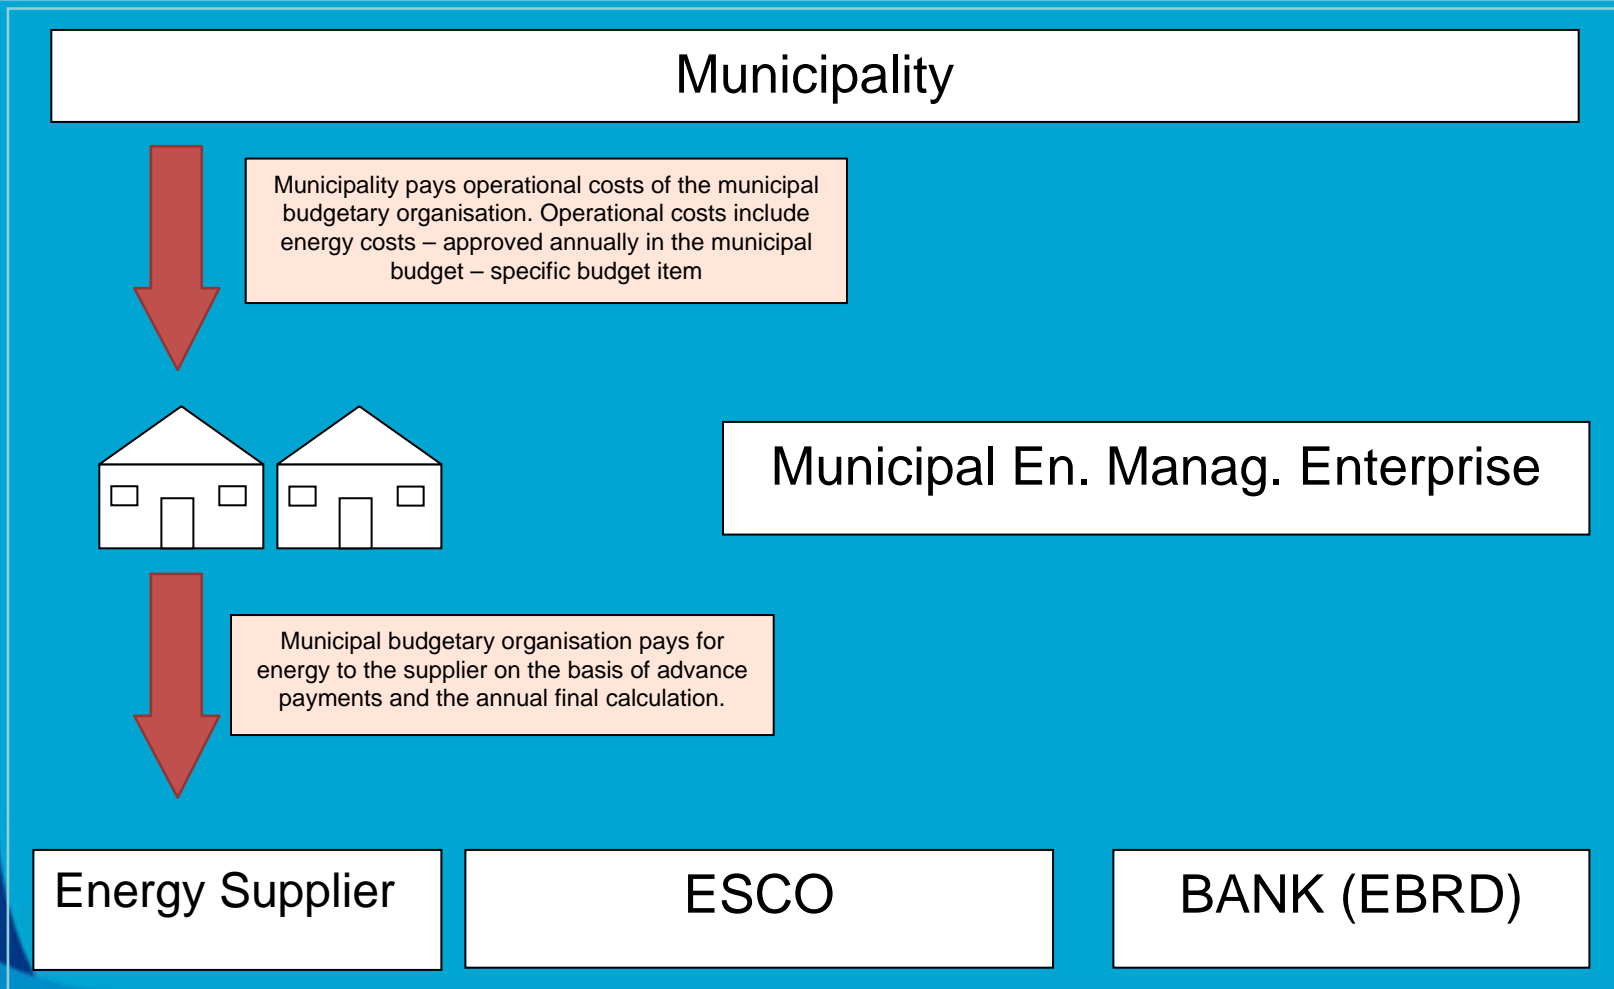 Municipality
Municipality pays operational costs of the municipal
budgetary organisation. Operational costs include
energy costs – approved annually in the municipal
budget – specific budget item
Municipal En. Manag. Enterprise
Municipal budgetary organisation pays for
energy to the supplier on the basis of advance
payments and the annual final calculation.
Energy Supplier
ESCO
BANK (EBRD)